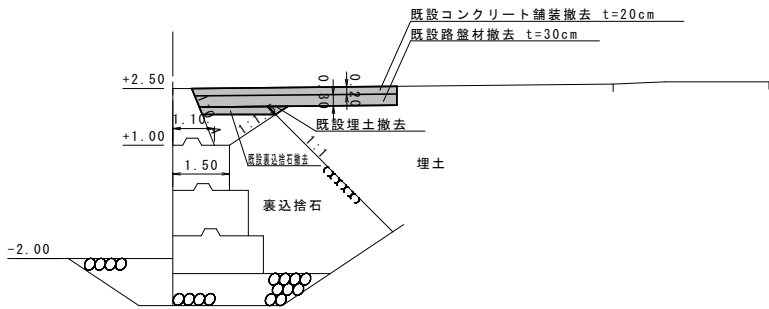 既設コンクリート舗装撤去 t=20cm
既設路盤材撤去 t=30cm
+2.50
0.30
0.20
既設埋土撤去
1.10
1:1.
+1.00
1:1
既設裏込捨石撤去
埋土
1.50
裏込捨石
-2.00